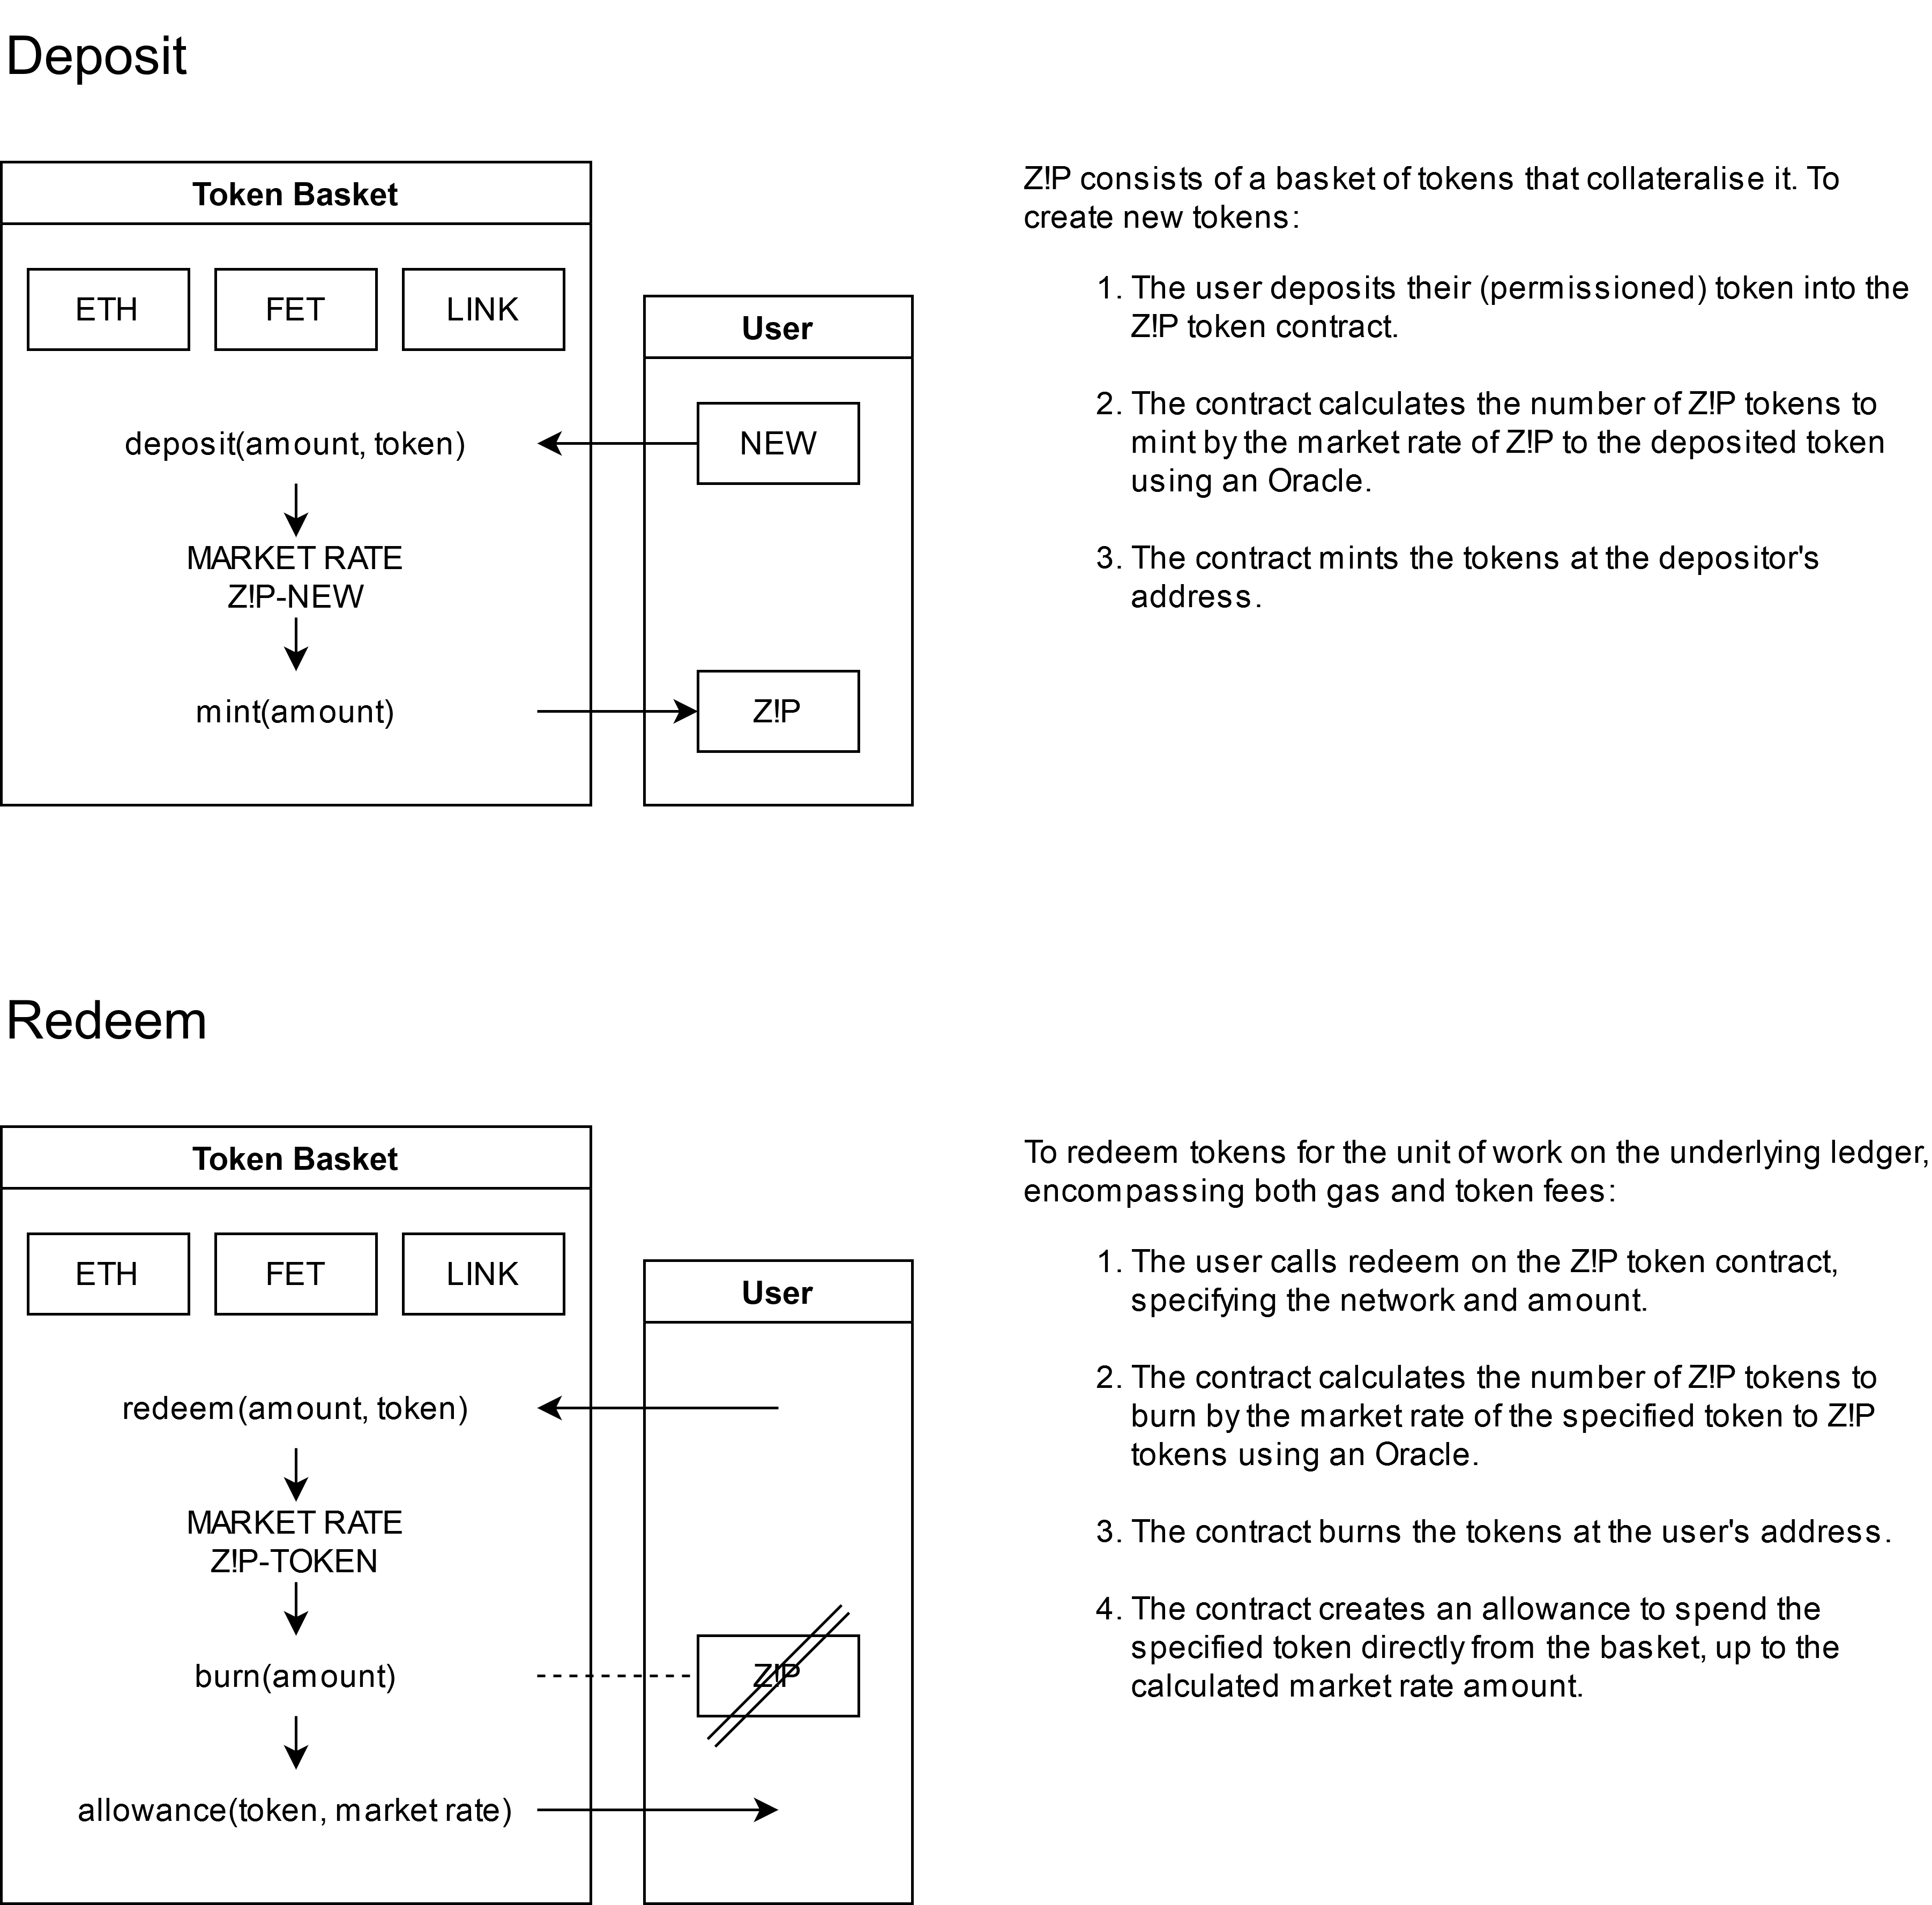 Deposit
Token Basket
ETH
FET
LINK
User
deposit(amount, token)
NEW
MARKET RATE
Z!P-NEW
mint(amount)
Z!P
Z!P consists of a basket of tokens that collateralise it. To
create new tokens:
1. The user deposits their (permissioned) token into the
Z!P token contract.
2. The contract calculates the number of Z!P tokens to
mint by the market rate of Z!P to the deposited token
using an Oracle.
3. The contract mints the tokens at the depositor's
address.
Redeem
Token Basket
ETH
FET
LINK
User
redeem(amount, token)
MARKET RATE
Z!P-TOKEN
burn(amount)
Z!P
allowance(token, market rate)
To redeem tokens for the unit of work on the underlying ledger,
encompassing both gas and token fees:
1. The user calls redeem on the Z!P token contract,
specifying the network and amount.
2. The contract calculates the number of Z!P tokens to
burn by the market rate of the specified token to Z!P
tokens using an Oracle.
3. The contract burns the tokens at the user's address.
4. The contract creates an allowance to spend the
specified token directly from the basket, up to the
calculated market rate amount.